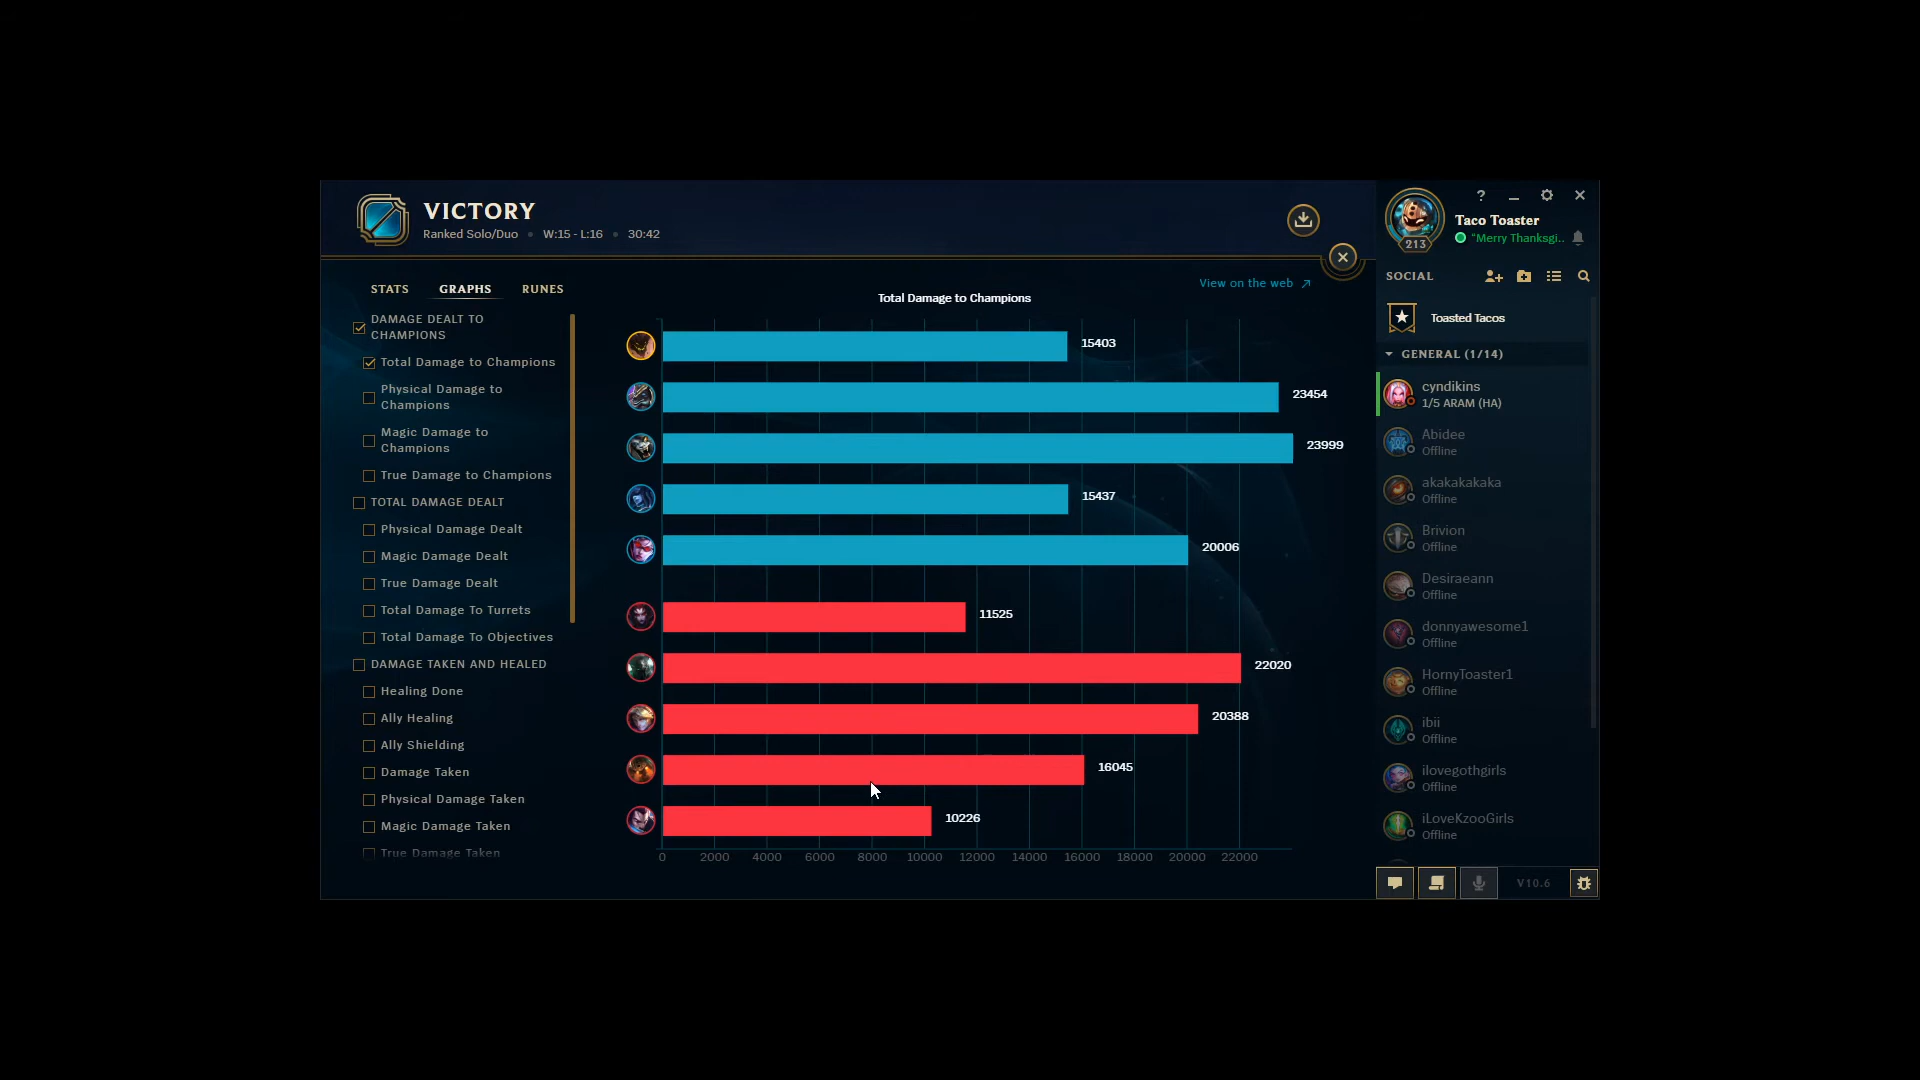 VICTORY
Ranked Solo/Duo • W:15 - L:16 • 30:42
STATS GRAPHS RUNES
DAMAGE DEALT TO
CHAMPIONS
Total Damage to Champions
Physical Damage to
Champions
Magic Damage to
Champions
True Damage to Champions
TOTAL DAMAGE DEALT
Physical Damage Dealt
Magic Damage Dealt
True Damage Dealt
Total Damage To Turrets
Total Damage To Objectives
DAMAGE TAKEN AND HEALED
Healing Done
Ally Healing
Ally Shielding
Damage Taken
Physical Damage Taken
Magic Damage Taken
True Damage Taken
View on the web
Total Damage to Champions
15403
23454
23999
15437
20006
11525
22020
20388
16045
10226
0 2000 4000 6000 8000 10000 12000 14000 16000 18000 20000 22000
?
213
Taco Toaster
"Merry Thanksgi..
SOCIAL
Toasted Tacos
GENERAL (1/14)
cyndikins
1/5 ARAM (HA)
Abidee
Offline
akakakakaka
Offline
Brivion
Offline
Desiraeann
Offline
donnyawesome1
Offline
HornyToaster1
Offline
ibii
Offline
ilovegothgirls
Offline
iLoveKzooGirls
Offline
V10.6